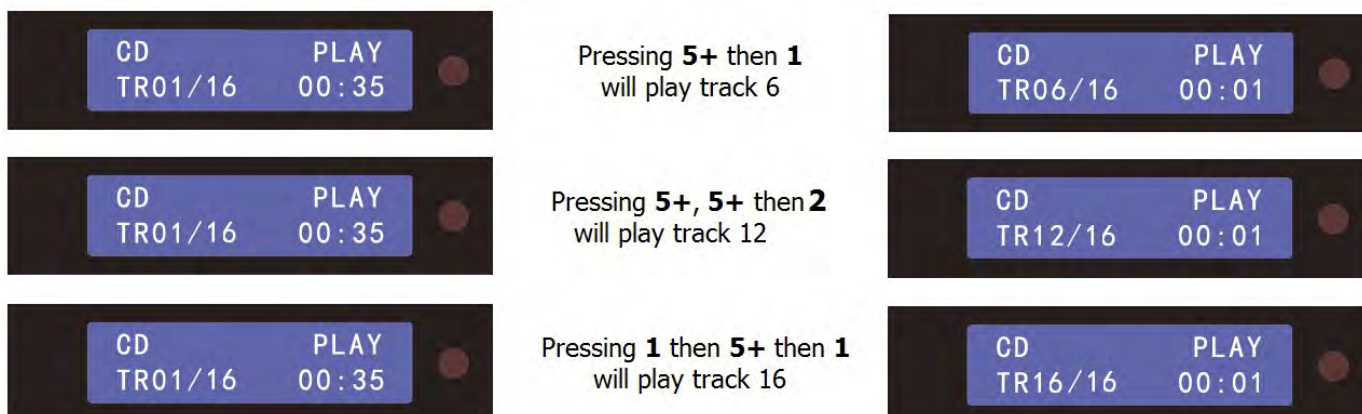 CD PLAY
TR01/16 00:35
Pressing 5+ then 1
will play track 6
CD PLAY
TR06/16 00:01
CD PLAY
TR01/16 00:35
Pressing 5+, 5+ then 2
will play track 12
CD PLAY
TR12/16 00:01
CD PLAY
TR01/16 00:35
Pressing 1 then 5+ then 1
will play track 16
CD PLAY
TR16/16 00:01